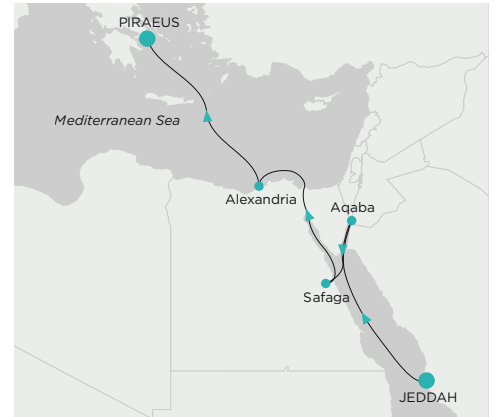 PIRAEUS
Mediterranean Sea
Alexandria
Aqaba
Safaga
JEDDAH